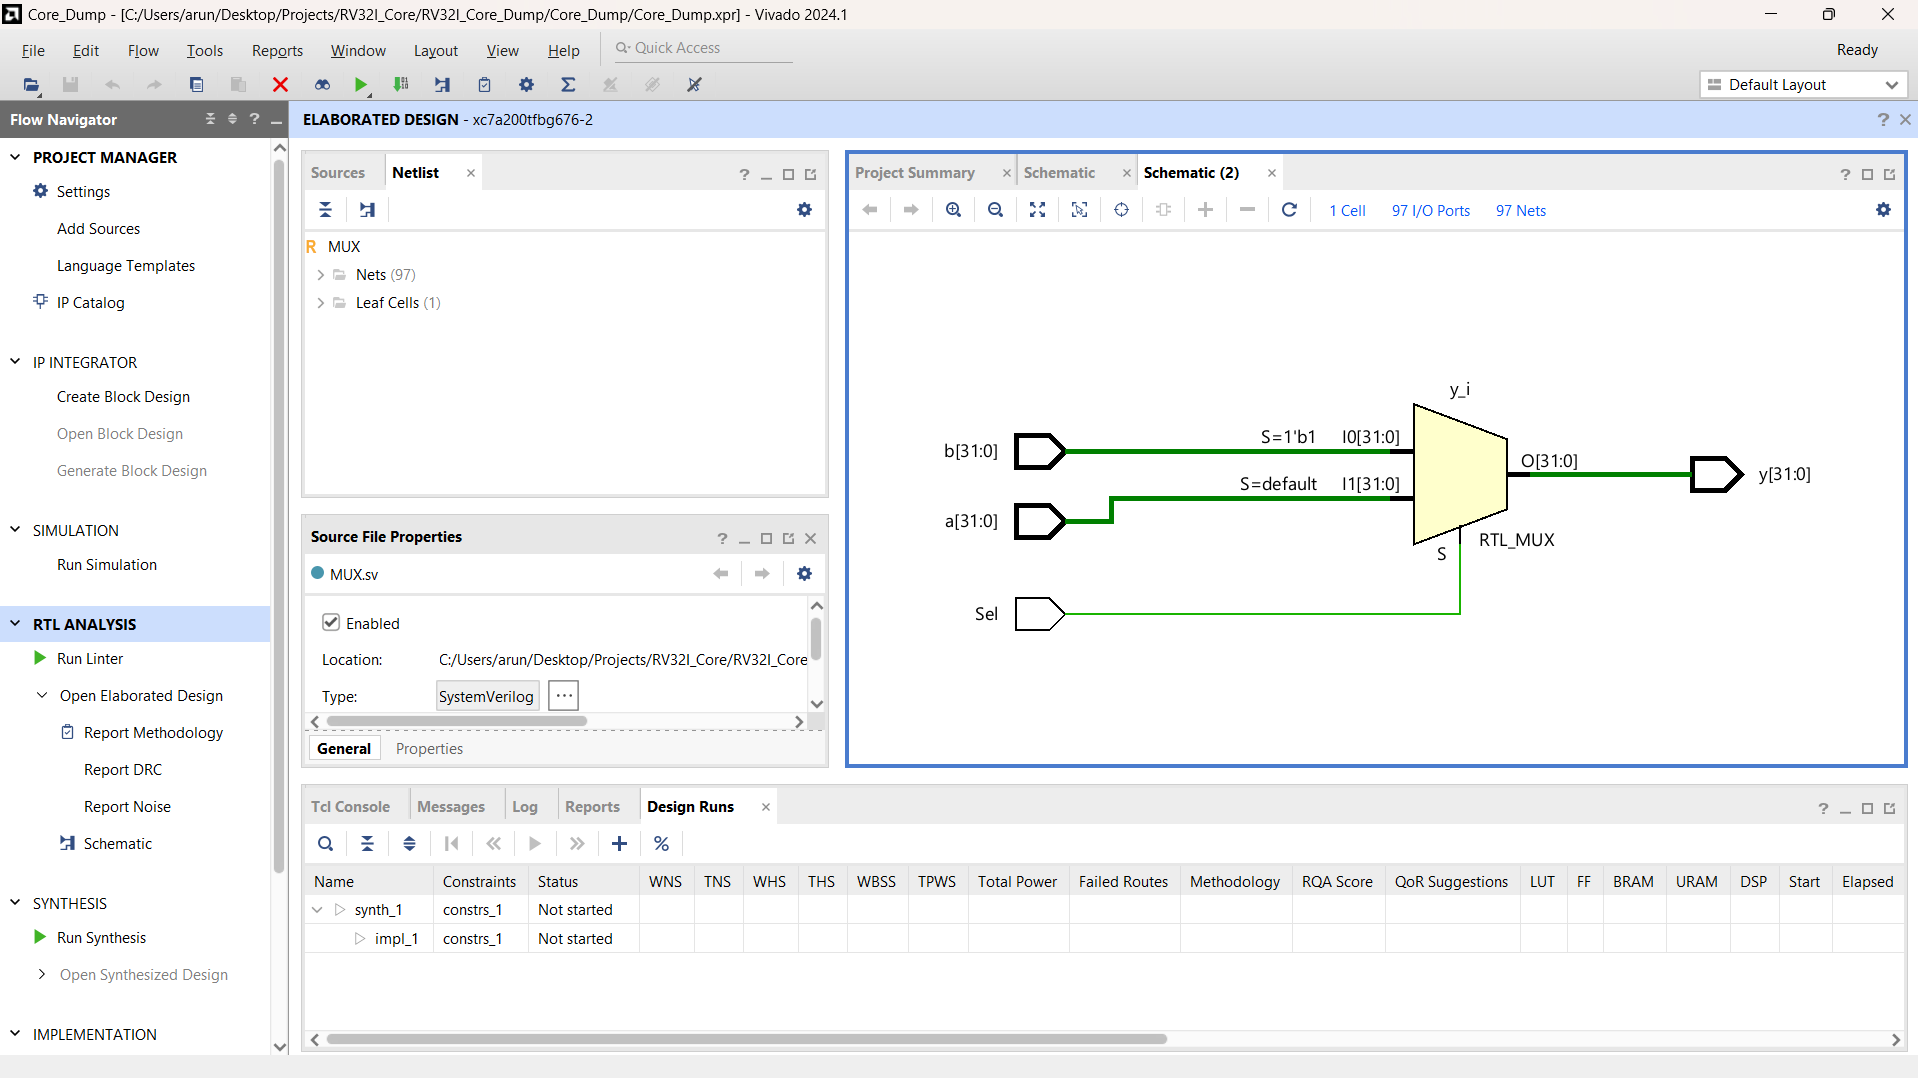 Core_Dump - [C:/Users/arun/Desktop/Projects/RV32I_Core/RV32I_Core_Dump/Core_Dump/Core_Dump.xpr] - Vivado 2024.1
File Edit Flow Tools Reports Window Layout View Help Quick Access
Ready
Default Layout
Flow Navigator
PROJECT MANAGER
Settings
Add Sources
Language Templates
IP Catalog
IP INTEGRATOR
Create Block Design
Open Block Design
Generate Block Design
SIMULATION
Run Simulation
RTL ANALYSIS
Run Linter
Open Elaborated Design
Report Methodology
Report DRC
Report Noise
Schematic
SYNTHESIS
Run Synthesis
Open Synthesized Design
IMPLEMENTATION
ELABORATED DESIGN - xc7a200tfbg676-2
Sources Netlist
MUX
Nets (97)
Leaf Cells (1)
Source File Properties
MUX.sv
Enabled
Location: C:/Users/arun/Desktop/Projects/RV32I_Core/RV32I_Core
Type: SystemVerilog ...
General Properties
Project Summary Schematic Schematic (2)
1 Cell 97 I/O Ports 97 Nets
y_i
b[31:0] S=1'b1 I0[31:0]
O[31:0] y[31:0]
S=default I1[31:0]
a[31:0]
RTL_MUX
S
Sel
Tcl Console Messages Log Reports Design Runs
Name Constraints Status WNS TNS WHS THS WBSS TPWS Total Power Failed Routes Methodology RQA Score QoR Suggestions LUT FF BRAM URAM DSP Start Elapsed
synth_1 constrs_1 Not started
impl_1 constrs_1 Not started